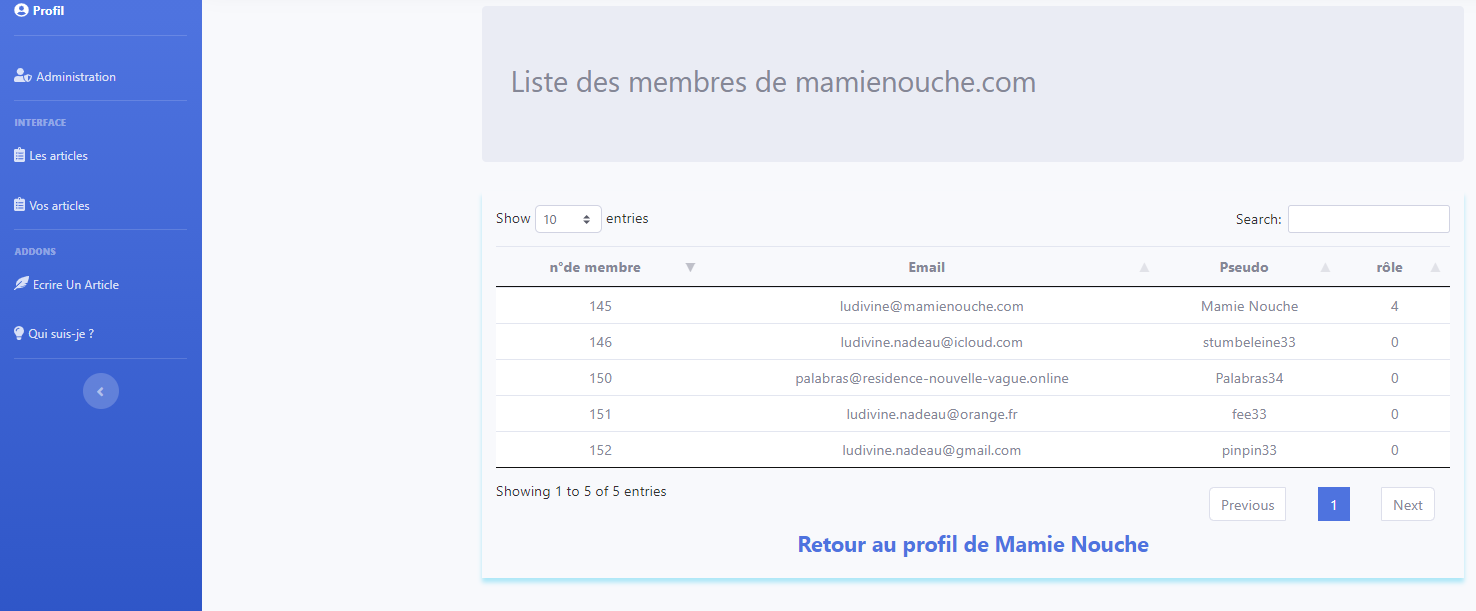 Profil
Administration
INTERFACE
Les articles
Vos articles
ADDONS
Ecrire Un Article
Qui suis-je ?
Liste des membres de mamienouche.com
Show 10 entries Search:
n°de membre Email Pseudo rôle
145 ludivine@mamienouche.com Mamie Nouche 4
146 ludivine.nadeau@icloud.com stumbeleine33 0
150 palabras@residence-nouvelle-vague.online Palabras34 0
151 ludivine.nadeau@orange.fr fee33 0
152 ludivine.nadeau@gmail.com pinpin33 0
Showing 1 to 5 of 5 entries
Previous 1 Next
Retour au profil de Mamie Nouche